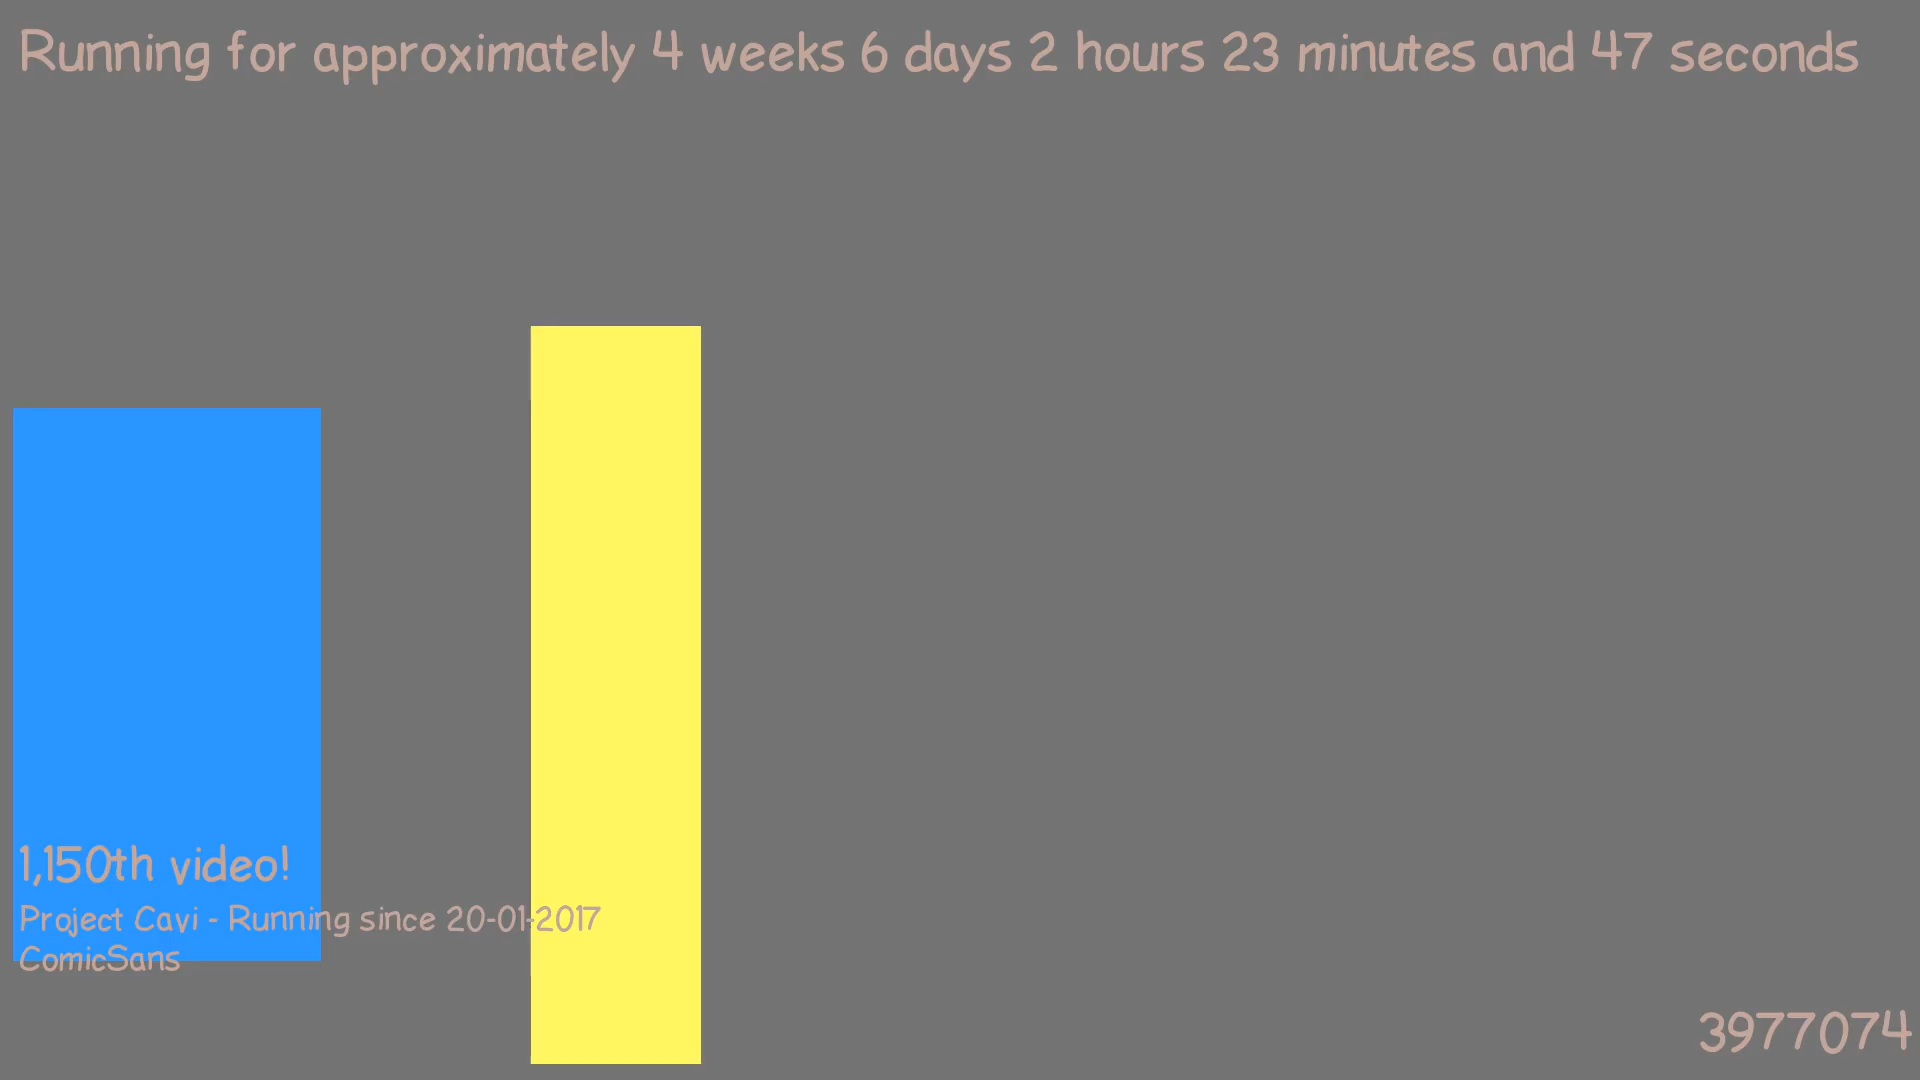 Running for approximately 4 weeks 6 days 2 hours 23 minutes and 47 seconds
1,150th video!
Project Cavi - Running since 20-01-2017
ComicSans
3977074